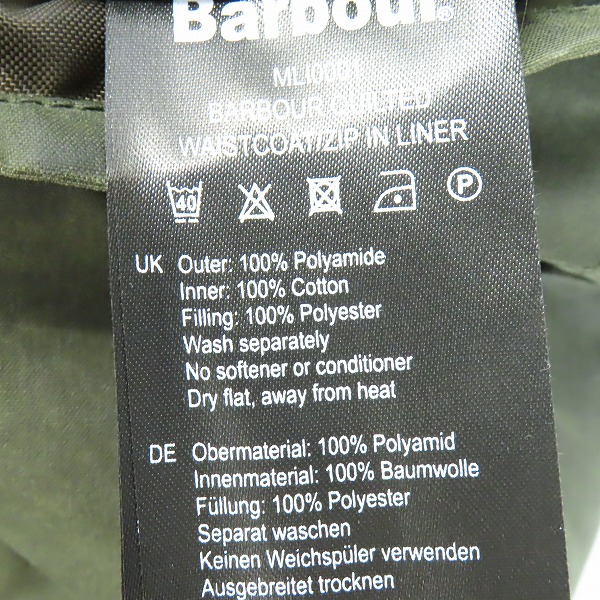 Barbour®
MLI0001
BARBOUR QUILTED
WAISTCOAT/ZIP IN LINER
40 P
UK Outer: 100% Polyamide
Inner: 100% Cotton
Filling: 100% Polyester
Wash separately
No softener or conditioner
Dry flat, away from heat
DE Obermaterial: 100% Polyamid
Innenmaterial: 100% Baumwolle
Füllung: 100% Polyester
Separat waschen
Keinen Weichspüler verwenden
Ausgebreitet trocknen